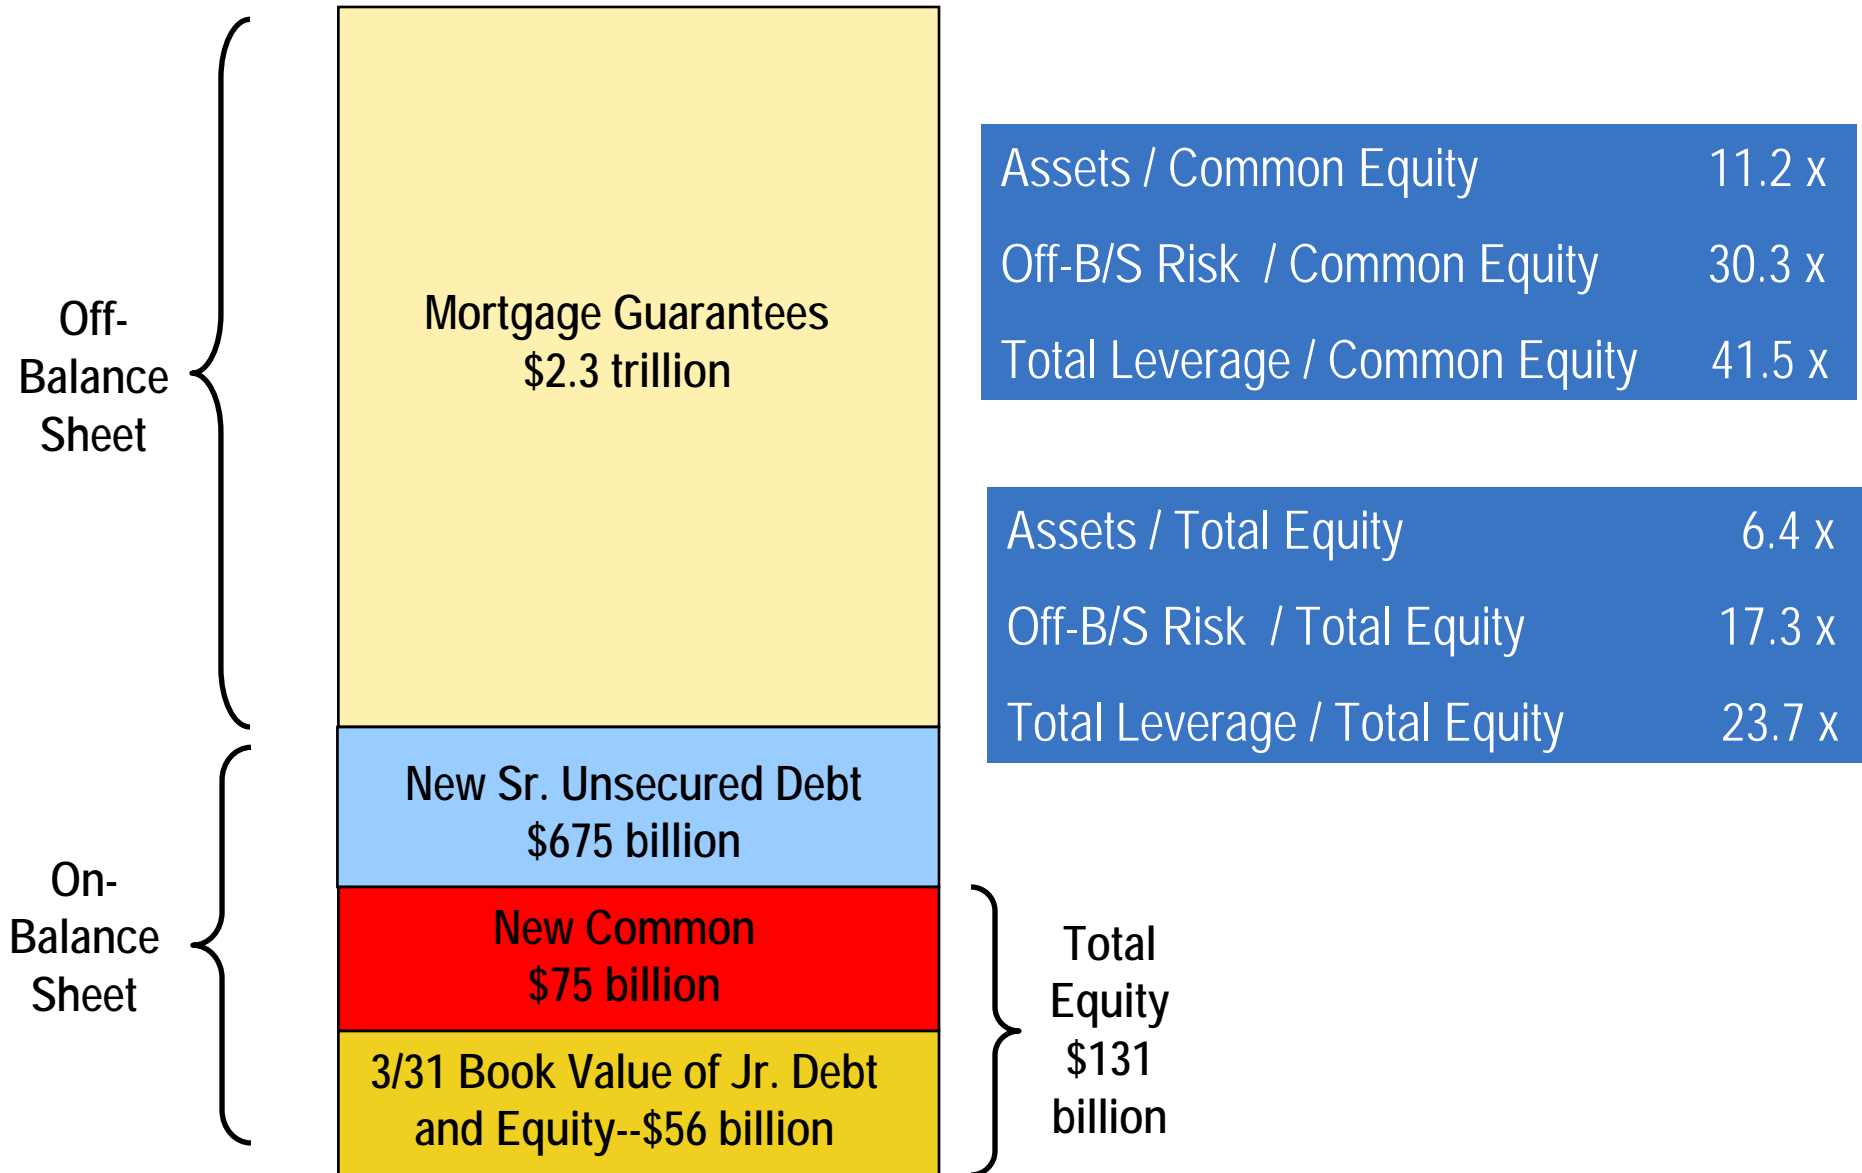 Off-
Balance
Sheet
Mortgage Guarantees
$2.3 trillion
Assets / Common Equity 11.2 x
Off-B/S Risk / Common Equity 30.3 x
Total Leverage / Common Equity 41.5 x
Assets / Total Equity 6.4 x
Off-B/S Risk / Total Equity 17.3 x
Total Leverage / Total Equity 23.7 x
On-
Balance
Sheet
New Sr. Unsecured Debt
$675 billion
New Common
$75 billion
3/31 Book Value of Jr. Debt
and Equity--$56 billion
Total
Equity
$131
billion